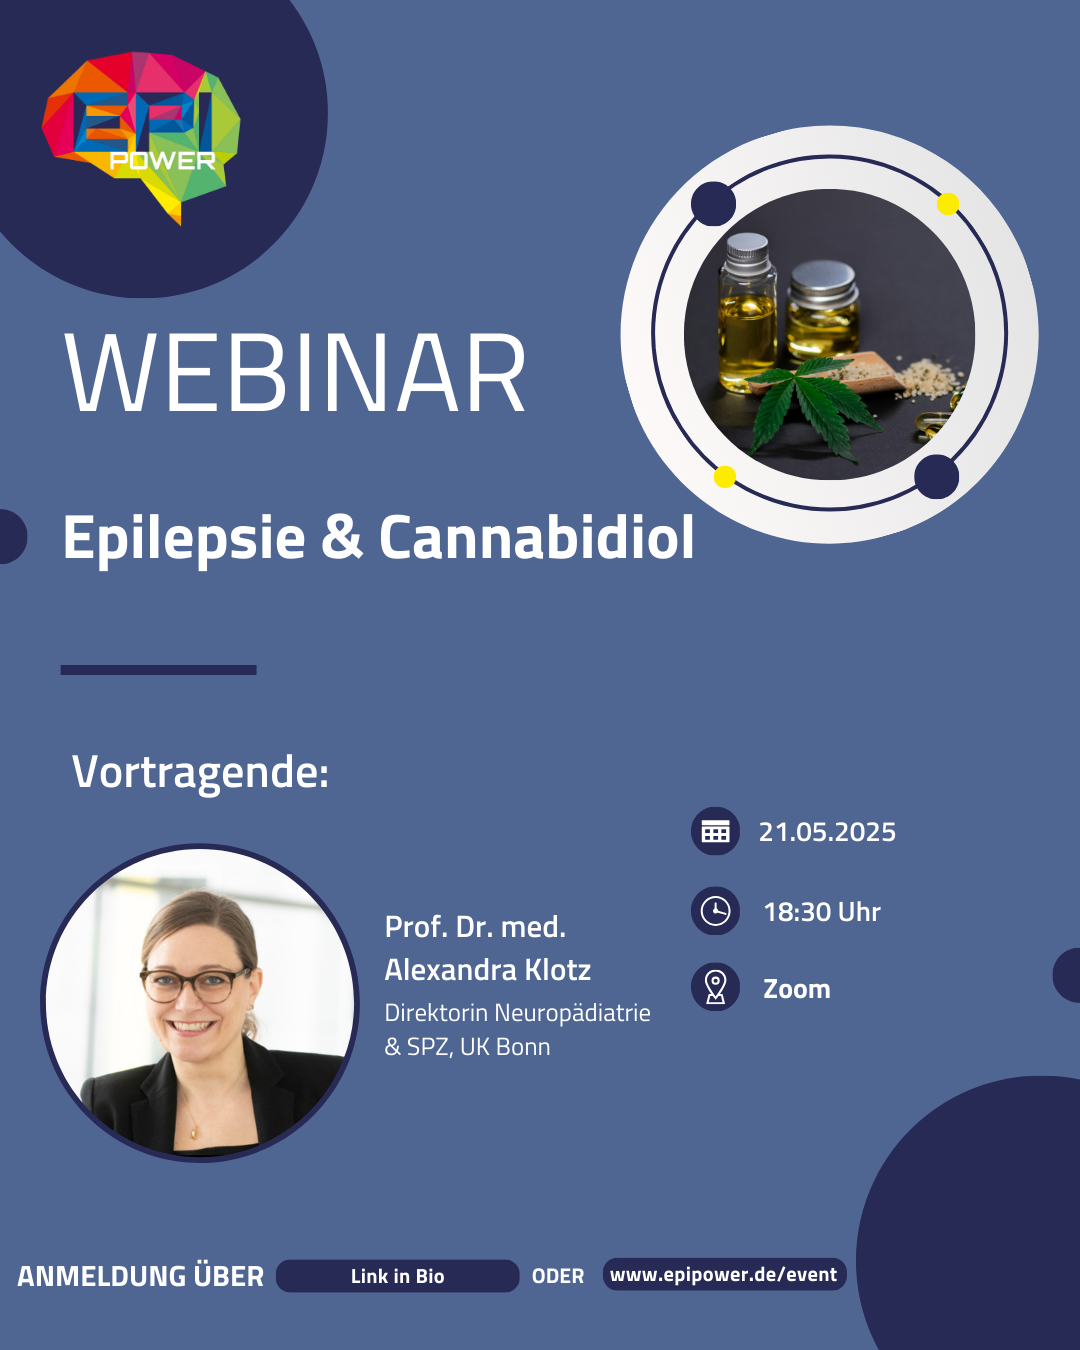 EPI
POWER
WEBINAR
Epilepsie & Cannabidiol
Vortragende:
Prof. Dr. med.
Alexandra Klotz
Direktorin Neuropädiatrie
& SPZ, UK Bonn
21.05.2025
18:30 Uhr
Zoom
ANMELDUNG ÜBER Link in Bio ODER www.epipower.de/event